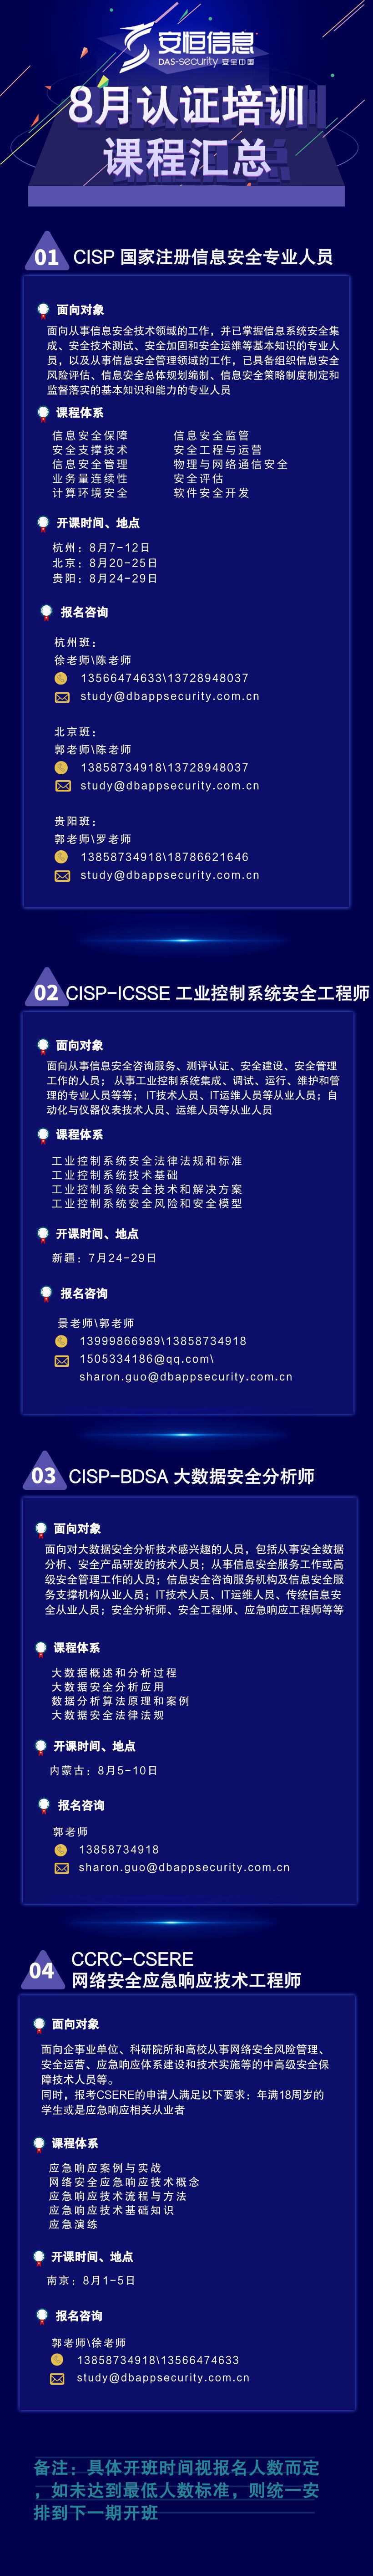 安恒信息
DAS-security 安全中国
8月认证培训
课程汇总
01 CISP 国家注册信息安全专业人员
面向对象
面向从事信息安全技术领域的工作，并已掌握信息系统安全集
成、安全技术测试、安全加固和安全运维等基本知识的专业人
员，以及从事信息安全管理领域的工作，已具备组织信息安全
风险评估、信息安全总体规划编制、信息安全策略制度制定和
监督落实的基本知识和能力的专业人员
课程体系
信息安全保障 信息安全监管
安全支撑技术 安全工程与运营
信息安全管理 物理与网络通信安全
业务量连续性 安全评估
计算环境安全 软件安全开发
开课时间、地点
杭州：8月7-12日
北京：8月20-25日
贵阳：8月24-29日
报名咨询
杭州班：
徐老师\陈老师
13566474633\13728948037
study@dbappsecurity.com.cn
北京班：
郭老师\陈老师
13858734918\13728948037
study@dbappsecurity.com.cn
贵阳班：
郭老师\罗老师
13858734918\18786621646
study@dbappsecurity.com.cn
02 CISP-ICSSE 工业控制系统安全工程师
面向对象
面向从事信息安全咨询服务、测评认证、安全建设、安全管理
工作的人员； 从事工业控制系统集成、调试、运行、维护和管
理的专业人员等等； IT技术人员、IT运维人员等从业人员；自
动化与仪器仪表技术人员、运维人员等从业人员
课程体系
工业控制系统安全法律法规和标准
工业控制系统技术基础
工业控制系统安全技术和解决方案
工业控制系统安全风险和安全模型
开课时间、地点
新疆：7月24-29日
报名咨询
景老师\郭老师
13999866989\13858734918
1505334186@qq.com\
sharon.guo@dbappsecurity.com.cn
03 CISP-BDSA 大数据安全分析师
面向对象
面向对大数据安全分析技术感兴趣的人员，包括从事安全数据
分析、安全产品研发的技术人员；从事信息安全服务工作或高
级安全管理工作的人员；信息安全咨询服务机构及信息安全服
务支撑机构从业人员；IT技术人员、IT运维人员、传统信息安
全从业人员；安全分析师、安全工程师、应急响应工程师等等
课程体系
大数据概述和分析过程
大数据安全分析应用
数据分析算法原理和案例
大数据安全法律法规
开课时间、地点
内蒙古：8月5-10日
报名咨询
郭老师
13858734918
sharon.guo@dbappsecurity.com.cn
04 CCRC-CSERE
网络安全应急响应技术工程师
面向对象
面向企事业单位、科研院所和高校从事网络安全风险管理、
安全运营、应急响应体系建设和技术实施等的中高级安全保
障技术人员等。
同时，报考CSERE的申请人满足以下要求：年满18周岁的
学生或是应急响应相关从业者
课程体系
应急响应案例与实战
网络安全应急响应技术概念
应急响应技术流程与方法
应急响应技术基础知识
应急演练
开课时间、地点
南京：8月1-5日
报名咨询
郭老师\徐老师
13858734918\13566474633
study@dbappsecurity.com.cn
备注：具体开班时间视报名人数而定
，如未达到最低人数标准，则统一安
排到下一期开班